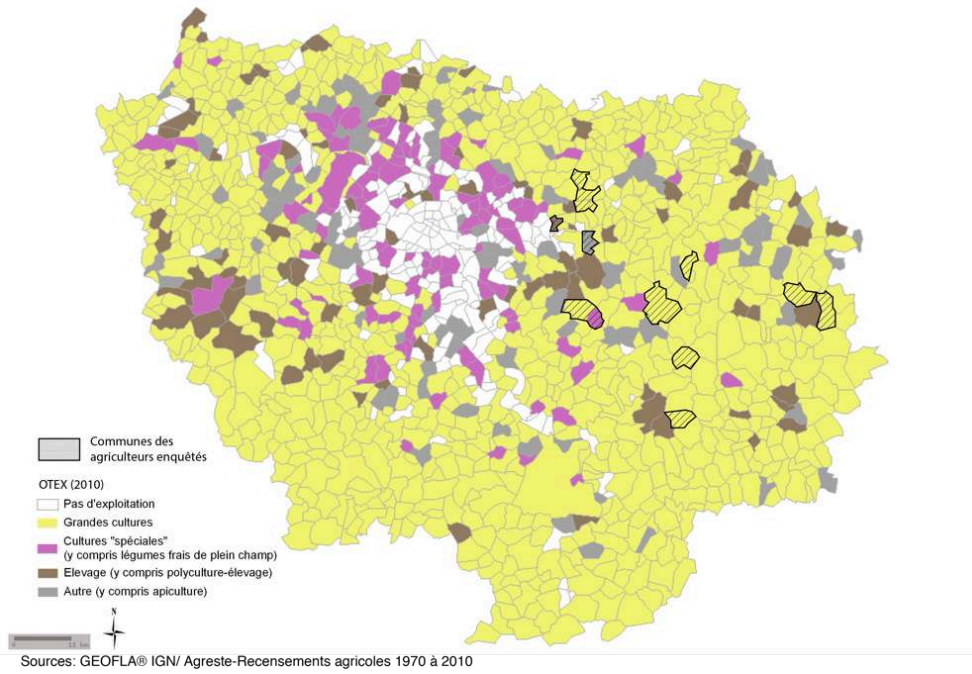 Communes des
agriculteurs enquêtés
OTEX (2010)
Pas d'exploitation
Grandes cultures
Cultures "spéciales"
(y compris légumes frais de plein champ)
Elevage (y compris polyculture-élevage)
Autre (y compris apiculture)
N
0
Sources: GEOFLA® IGN/ Agreste-Recensements agricoles 1970 à 2010